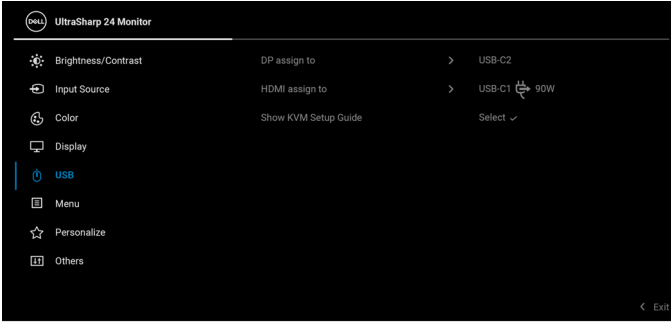 DELL UltraSharp 24 Monitor
Brightness/Contrast DP assign to > USB-C2
Input Source HDMI assign to > USB-C1 90W
Color Show KVM Setup Guide Select ✓
Display
USB
Menu
Personalize
Others
< Exit